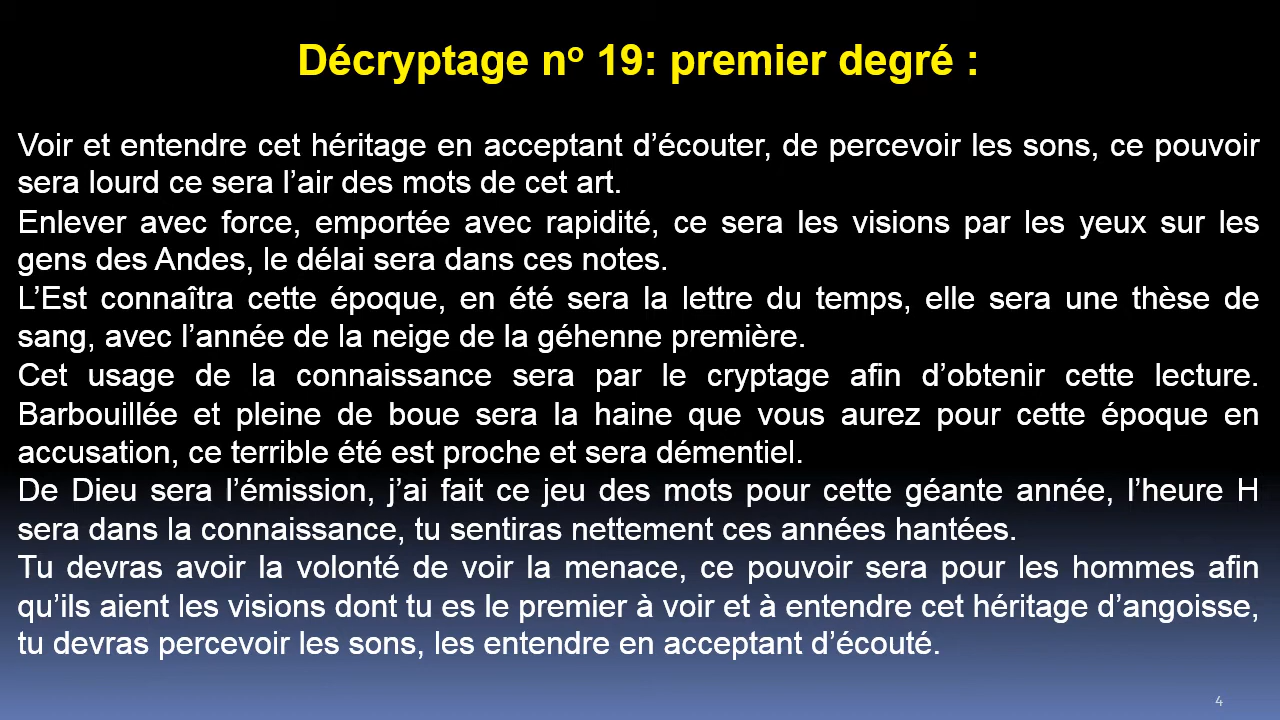 Décryptage nº 19: premier degré :
Voir et entendre cet héritage en acceptant d’écouter, de percevoir les sons, ce pouvoir
sera lourd ce sera l’air des mots de cet art.
Enlever avec force, emportée avec rapidité, ce sera les visions par les yeux sur les
gens des Andes, le délai sera dans ces notes.
L’Est connaîtra cette époque, en été sera la lettre du temps, elle sera une thèse de
sang, avec l’année de la neige de la géhenne première.
Cet usage de la connaissance sera par le cryptage afin d’obtenir cette lecture.
Barbouillée et pleine de boue sera la haine que vous aurez pour cette époque en
accusation, ce terrible été est proche et sera démentiel.
De Dieu sera l’émission, j’ai fait ce jeu des mots pour cette géante année, l’heure H
sera dans la connaissance, tu sentiras nettement ces années hantées.
Tu devras avoir la volonté de voir la menace, ce pouvoir sera pour les hommes afin
qu’ils aient les visions dont tu es le premier à voir et à entendre cet héritage d’angoisse,
tu devras percevoir les sons, les entendre en acceptant d’écouté.
4